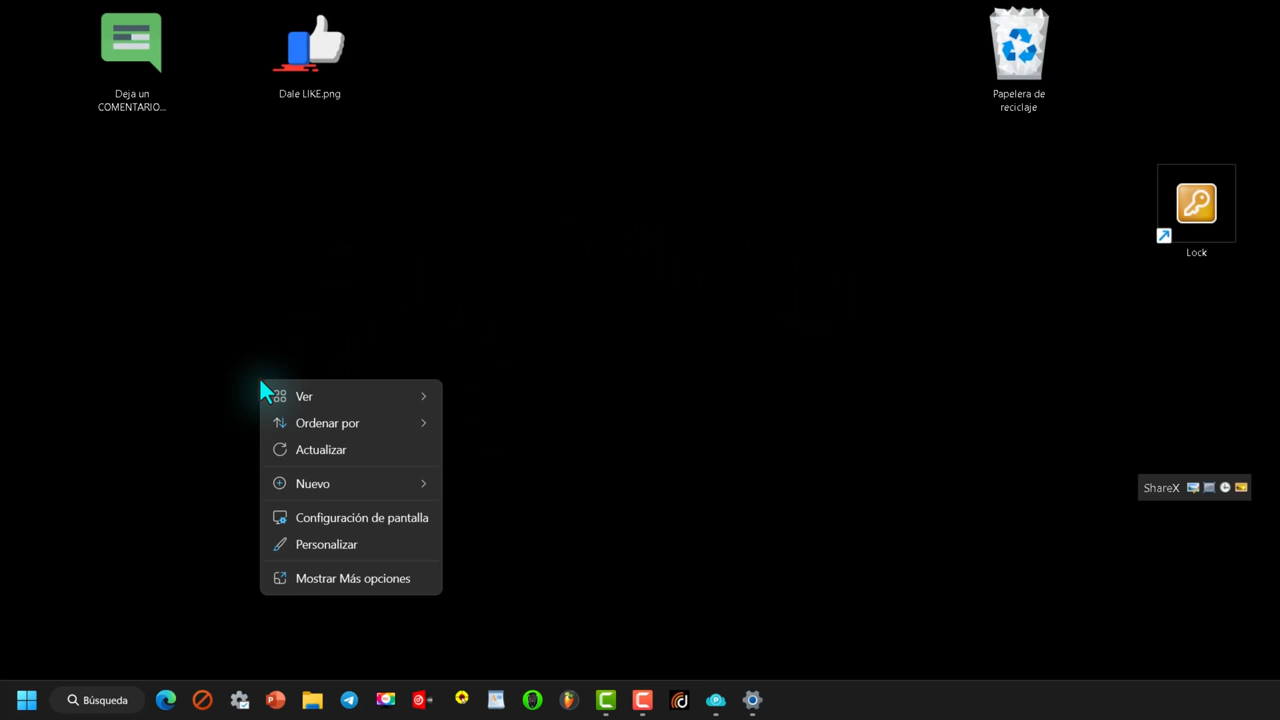 Deja un
COMENTARIO...
Dale LIKE.png
Papelera de
reciclaje
Lock
Ver
Ordenar por
Actualizar
Nuevo
Configuración de pantalla
Personalizar
Mostrar Más opciones
ShareX
Búsqueda